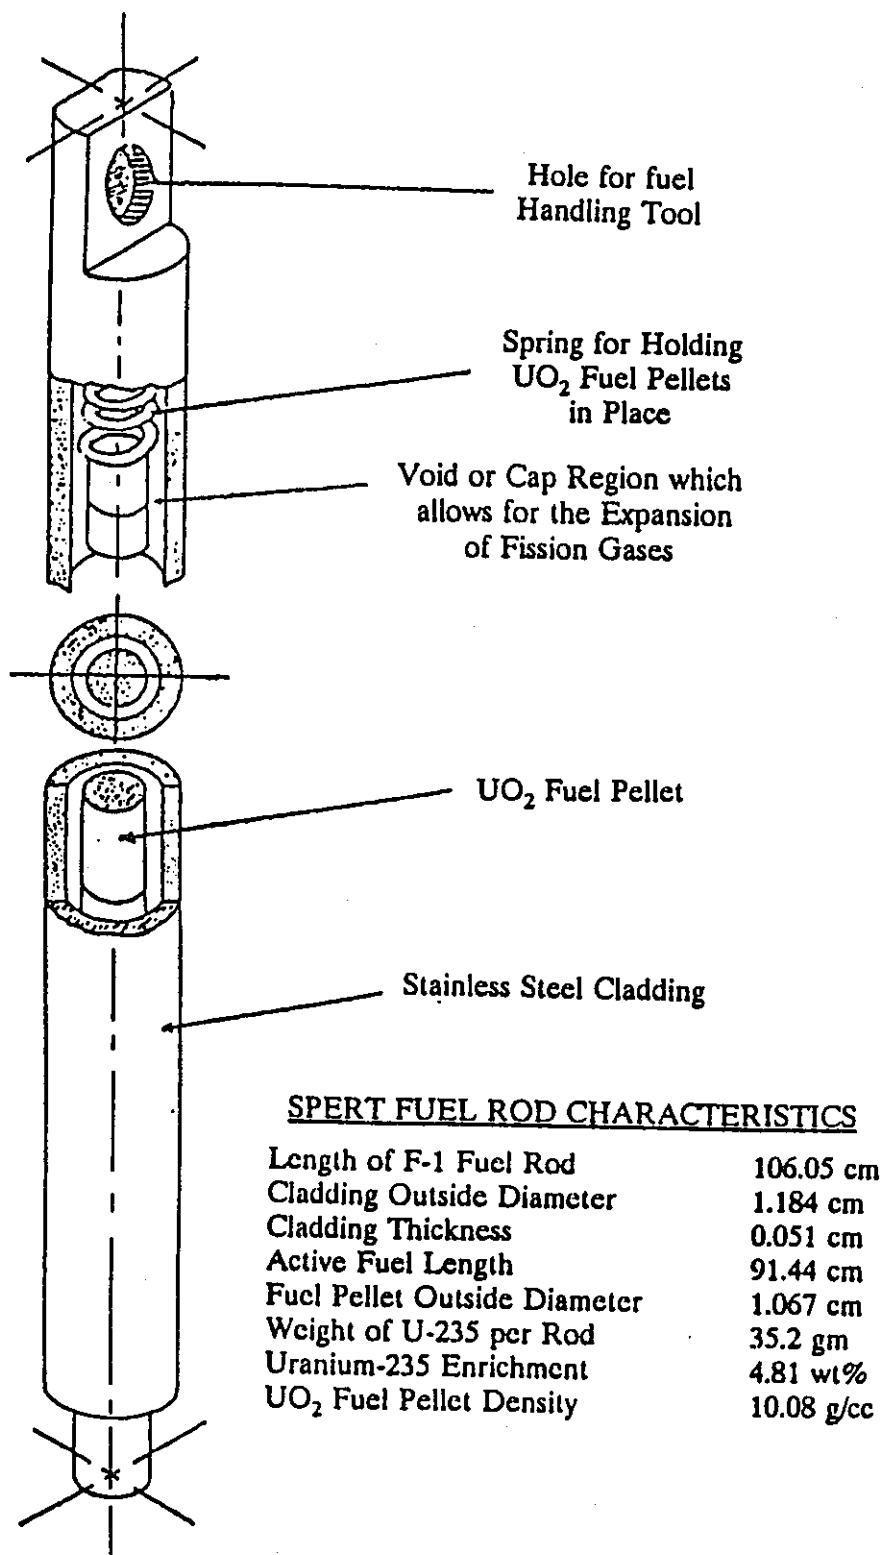 Hole for fuel
Handling Tool
Spring for Holding
UO₂ Fuel Pellets
in Place
Void or Cap Region which
allows for the Expansion
of Fission Gases
UO₂ Fuel Pellet
Stainless Steel Cladding
SPERT FUEL ROD CHARACTERISTICS
Length of F-1 Fuel Rod 106.05 cm
Cladding Outside Diameter 1.184 cm
Cladding Thickness 0.051 cm
Active Fuel Length 91.44 cm
Fuel Pellet Outside Diameter 1.067 cm
Weight of U-235 per Rod 35.2 gm
Uranium-235 Enrichment 4.81 wt%
UO₂ Fuel Pellet Density 10.08 g/cc